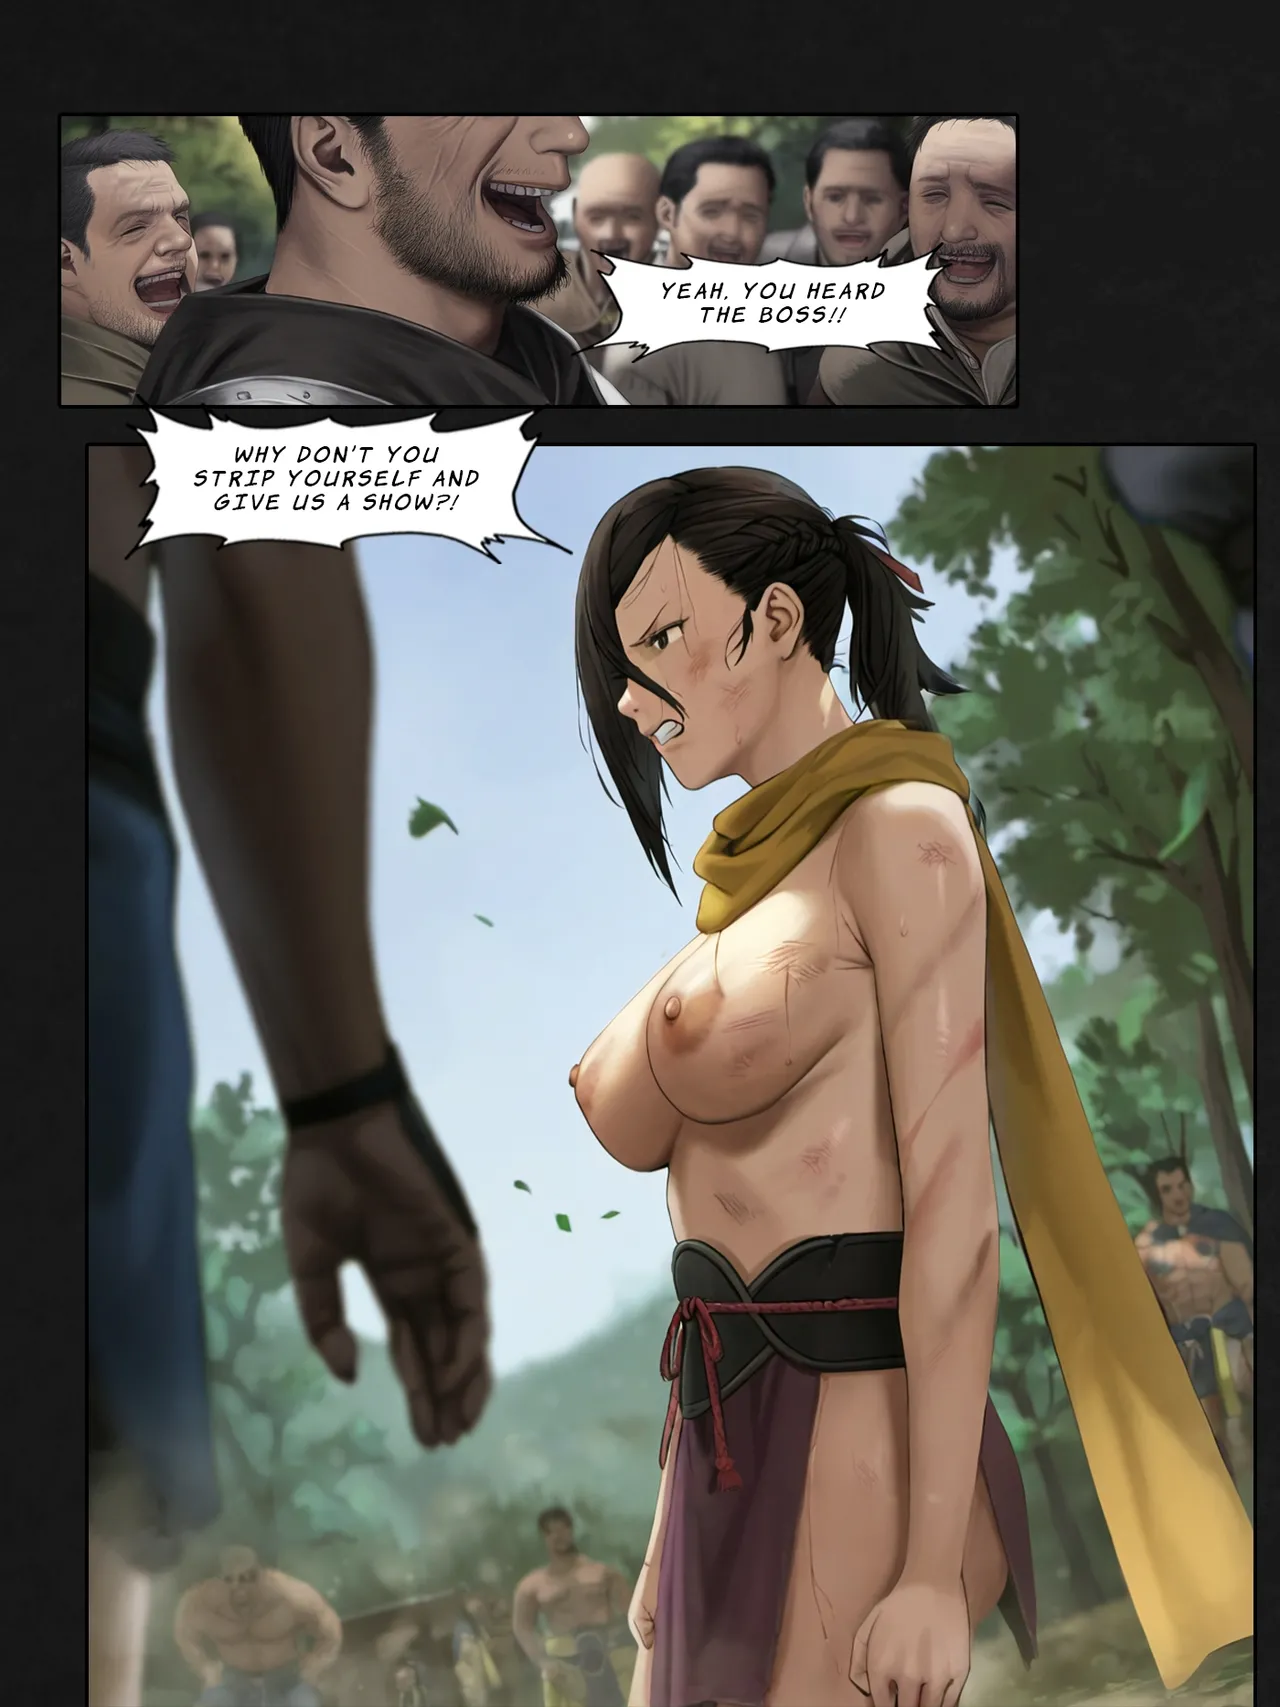 YEAH, YOU HEARD
THE BOSS!!
WHY DON'T YOU
STRIP YOURSELF AND
GIVE US A SHOW?!